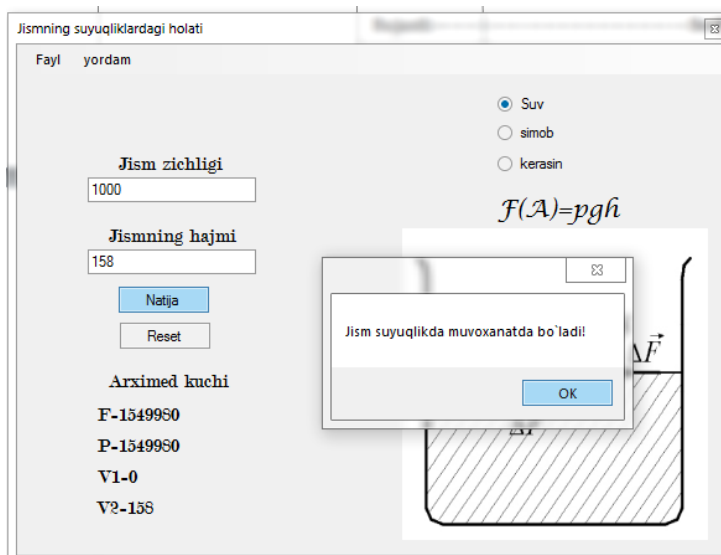 Jismning suyuqliklardagi holati
Fayl yordam
Suv
simob
kerasin
Jism zichligi
1000
F(A)=pgh
Jismning hajmi
158
Natija
Reset
Jism suyuqlikda muvoxanatda bo`ladi!
OK
ΔF⃗
Arximed kuchi
F-1549980
P-1549980
V1-0
V2-158